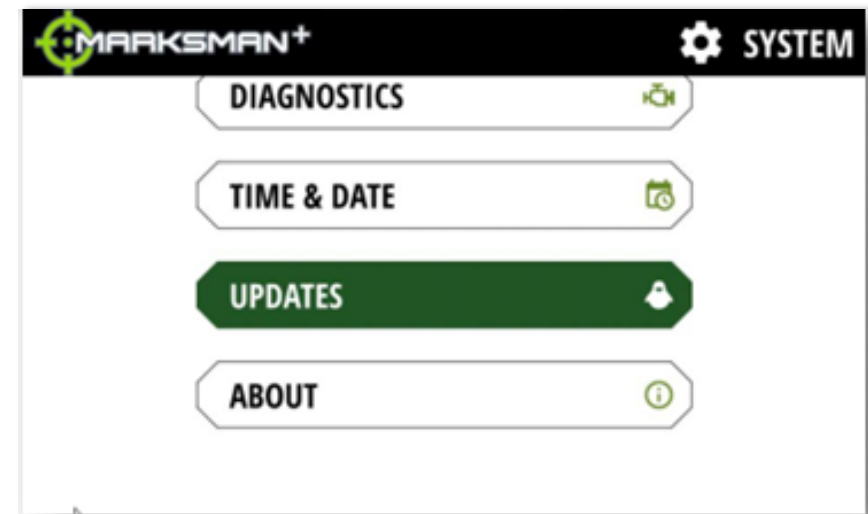 MARKSMAN+
SYSTEM
DIAGNOSTICS
TIME & DATE
UPDATES
ABOUT